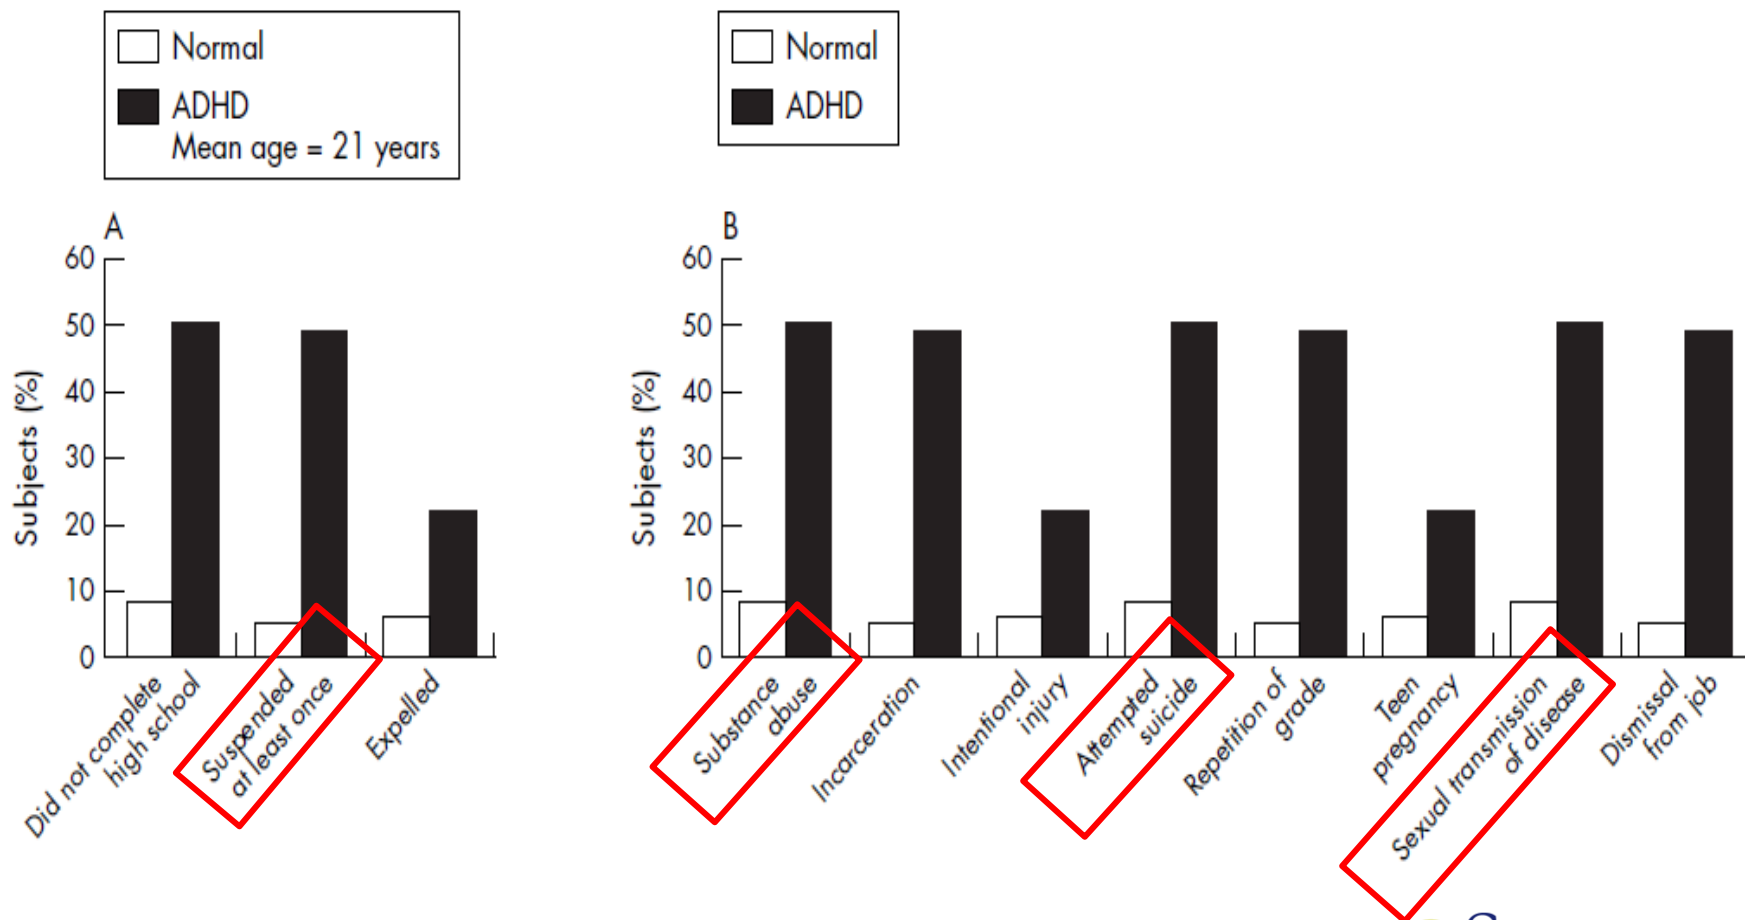 Normal
ADHD
Mean age = 21 years
Normal
ADHD
A
60
50
40
30
20
10
0
Subjects (%)
Did not complete
high school
Suspended
at least once
Expelled
B
60
50
40
30
20
10
0
Subjects (%)
Substance
abuse
Incarceration
Intentional
injury
Attempted
suicide
Repetition of
grade
Teen
pregnancy
Sexual transmission
of disease
Dismissal
from job